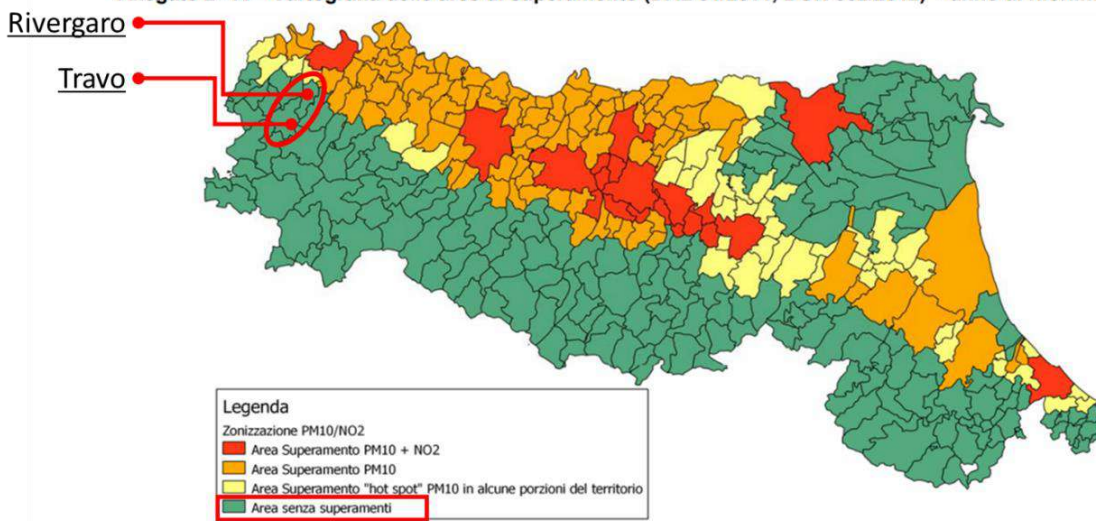 Rivergaro
Travo
Legenda
Zonizzazione PM10/NO2
Area Superamento PM10 + NO2
Area Superamento PM10
Area Superamento "hot spot" PM10 in alcune porzioni del territorio
Area senza superamenti